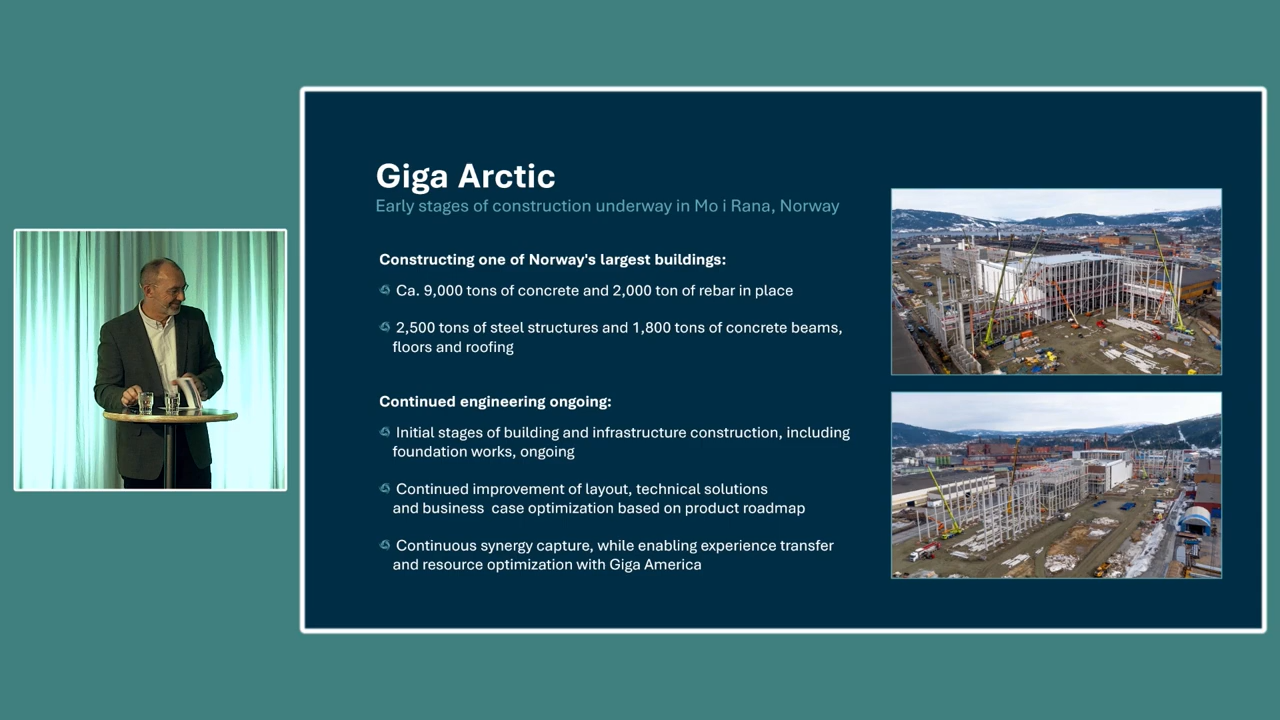 Giga Arctic
Early stages of construction underway in Mo i Rana, Norway
Constructing one of Norway's largest buildings:
Ca. 9,000 tons of concrete and 2,000 ton of rebar in place
2,500 tons of steel structures and 1,800 tons of concrete beams,
floors and roofing
Continued engineering ongoing:
Initial stages of building and infrastructure construction, including
foundation works, ongoing
Continued improvement of layout, technical solutions
and business  case optimization based on product roadmap
Continuous synergy capture, while enabling experience transfer
and resource optimization with Giga America